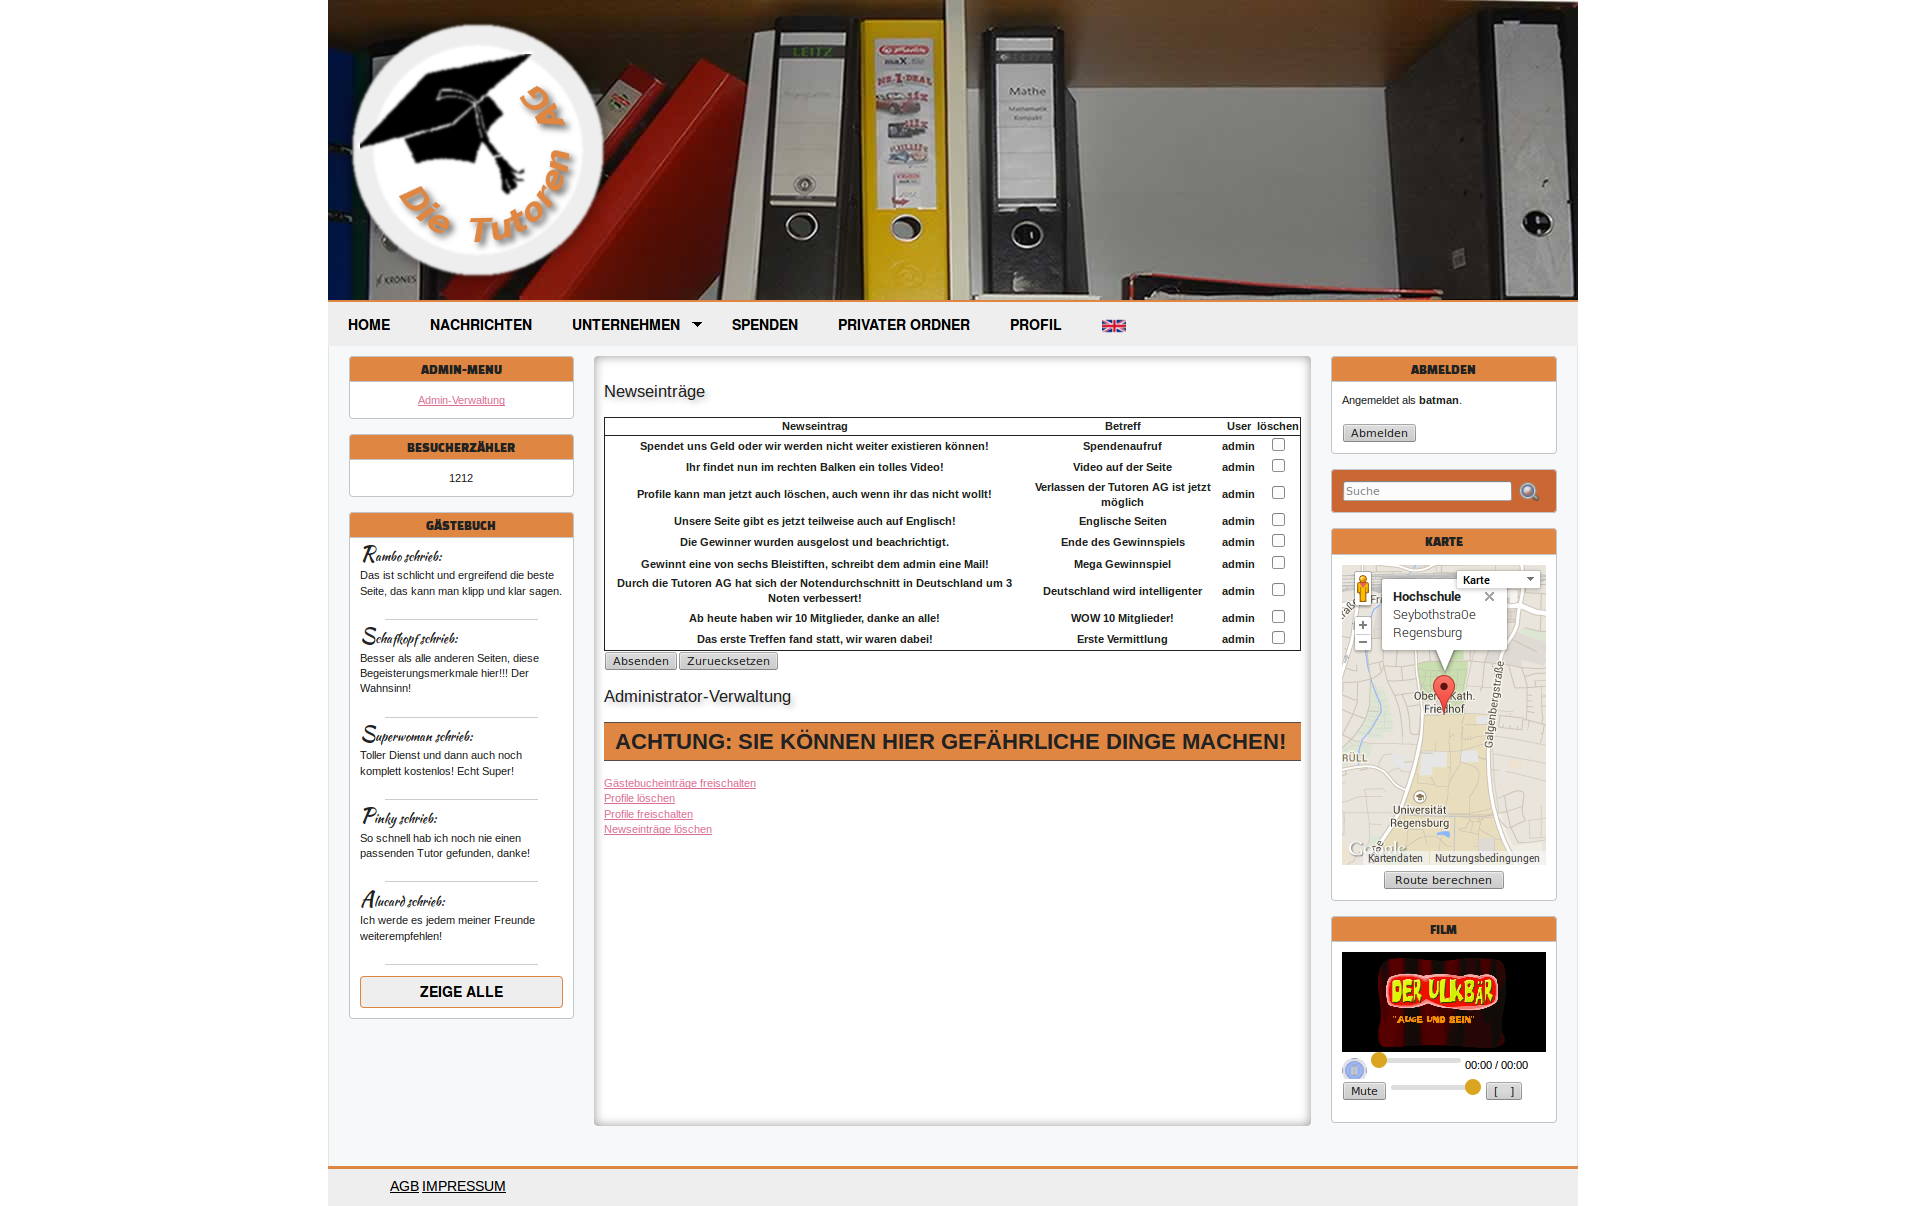 Die Tutoren AG
LEITZ
Herlitz
maX.file
NR.1-DEAL
Mathe
Mathematik
Kompakt
KRONES
HOME
NACHRICHTEN
UNTERNEHMEN
SPENDEN
PRIVATER ORDNER
PROFIL
ADMIN-MENU
Admin-Verwaltung
BESUCHERZÄHLER
1212
GÄSTEBUCH
Rambo schrieb:
Das ist schlicht und ergreifend die beste
Seite, das kann man klipp und klar sagen.
Schafkopf schrieb:
Besser als alle anderen Seiten, diese
Begeisterungsmerkmale hier!!! Der
Wahnsinn!
Superwoman schrieb:
Toller Dienst und dann auch noch
komplett kostenlos! Echt Super!
Pinky schrieb:
So schnell hab ich noch nie einen
passenden Tutor gefunden, danke!
Alucard schrieb:
Ich werde es jedem meiner Freunde
weiterempfehlen!
ZEIGE ALLE
Newseinträge
Newseintrag Betreff User löschen
Spendet uns Geld oder wir werden nicht weiter existieren können! Spendenaufruf admin
Ihr findet nun im rechten Balken ein tolles Video! Video auf der Seite admin
Profile kann man jetzt auch löschen, auch wenn ihr das nicht wollt! Verlassen der Tutoren AG ist jetzt möglich admin
Unsere Seite gibt es jetzt teilweise auch auf Englisch! Englische Seiten admin
Die Gewinner wurden ausgelost und beachrichtigt. Ende des Gewinnspiels admin
Gewinnt eine von sechs Bleistiften, schreibt dem admin eine Mail! Mega Gewinnspiel admin
Durch die Tutoren AG hat sich der Notendurchschnitt in Deutschland um 3 Noten verbessert! Deutschland wird intelligenter admin
Ab heute haben wir 10 Mitglieder, danke an alle! WOW 10 Mitglieder! admin
Das erste Treffen fand statt, wir waren dabei! Erste Vermittlung admin
Absenden Zuruecksetzen
Administrator-Verwaltung
ACHTUNG: SIE KÖNNEN HIER GEFÄHRLICHE DINGE MACHEN!
Gästebucheinträge freischalten
Profile löschen
Profile freischalten
Newseinträge löschen
ABMELDEN
Angemeldet als batman.
Abmelden
Suche
KARTE
Karte
Hochschule
Seybothstra0e
Regensburg
Friedhof
Galgenbergstraße
RÜLL
Universität
Regensburg
Google
Kartendaten
Nutzungsbedingungen
Route berechnen
FILM
DER ULKBÄR
"AUGE UND BEIN"
00:00 / 00:00
Mute
[ ]
AGB IMPRESSUM